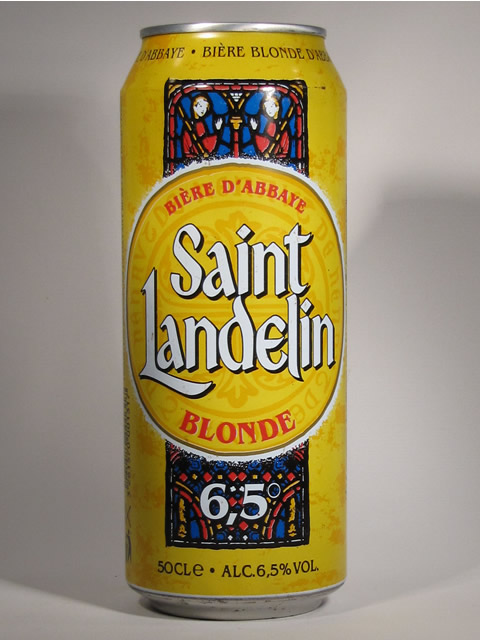 D'ABBAYE • BIÈRE BLONDE D'AB
BIÈRE D'ABBAYE
Saint
Landelin
BLONDE
6,5°
50CL e • ALC.6,5% VOL.